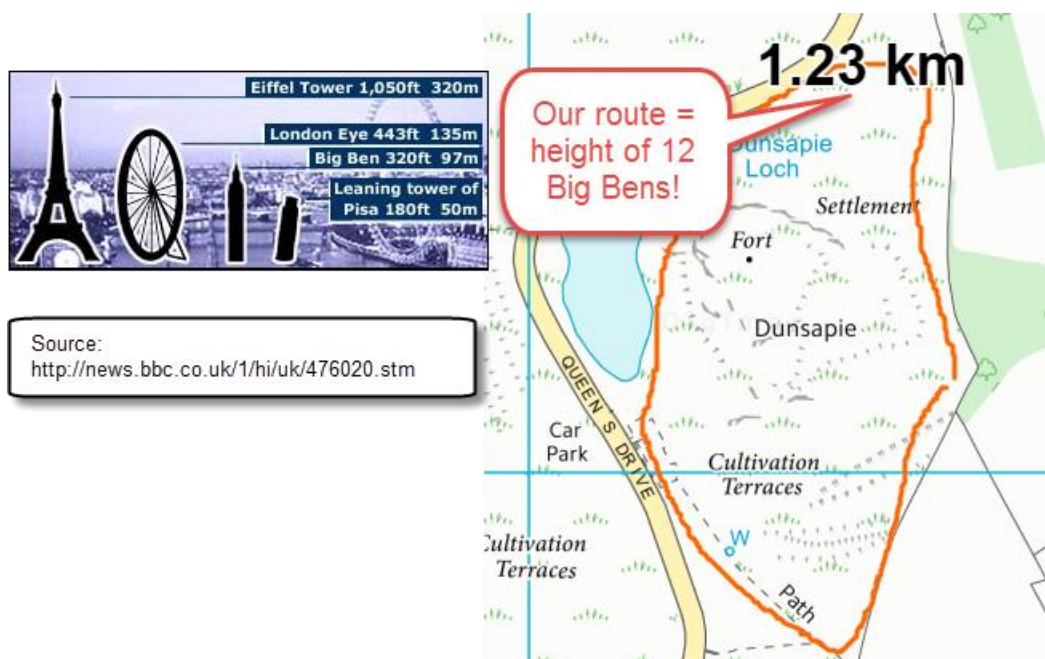 Eiffel Tower 1,050ft 320m
London Eye 443ft 135m
Big Ben 320ft 97m
Leaning tower of
Pisa 180ft 50m
Source:
http://news.bbc.co.uk/1/hi/uk/476020.stm
1.23 km
Our route =
height of 12
Big Bens!
Dunsapie
Loch
Settlement
Fort
Dunsapie
QUEEN S DRIVE
Car
Park
Cultivation
Terraces
W
Cultivation
Terraces
Path